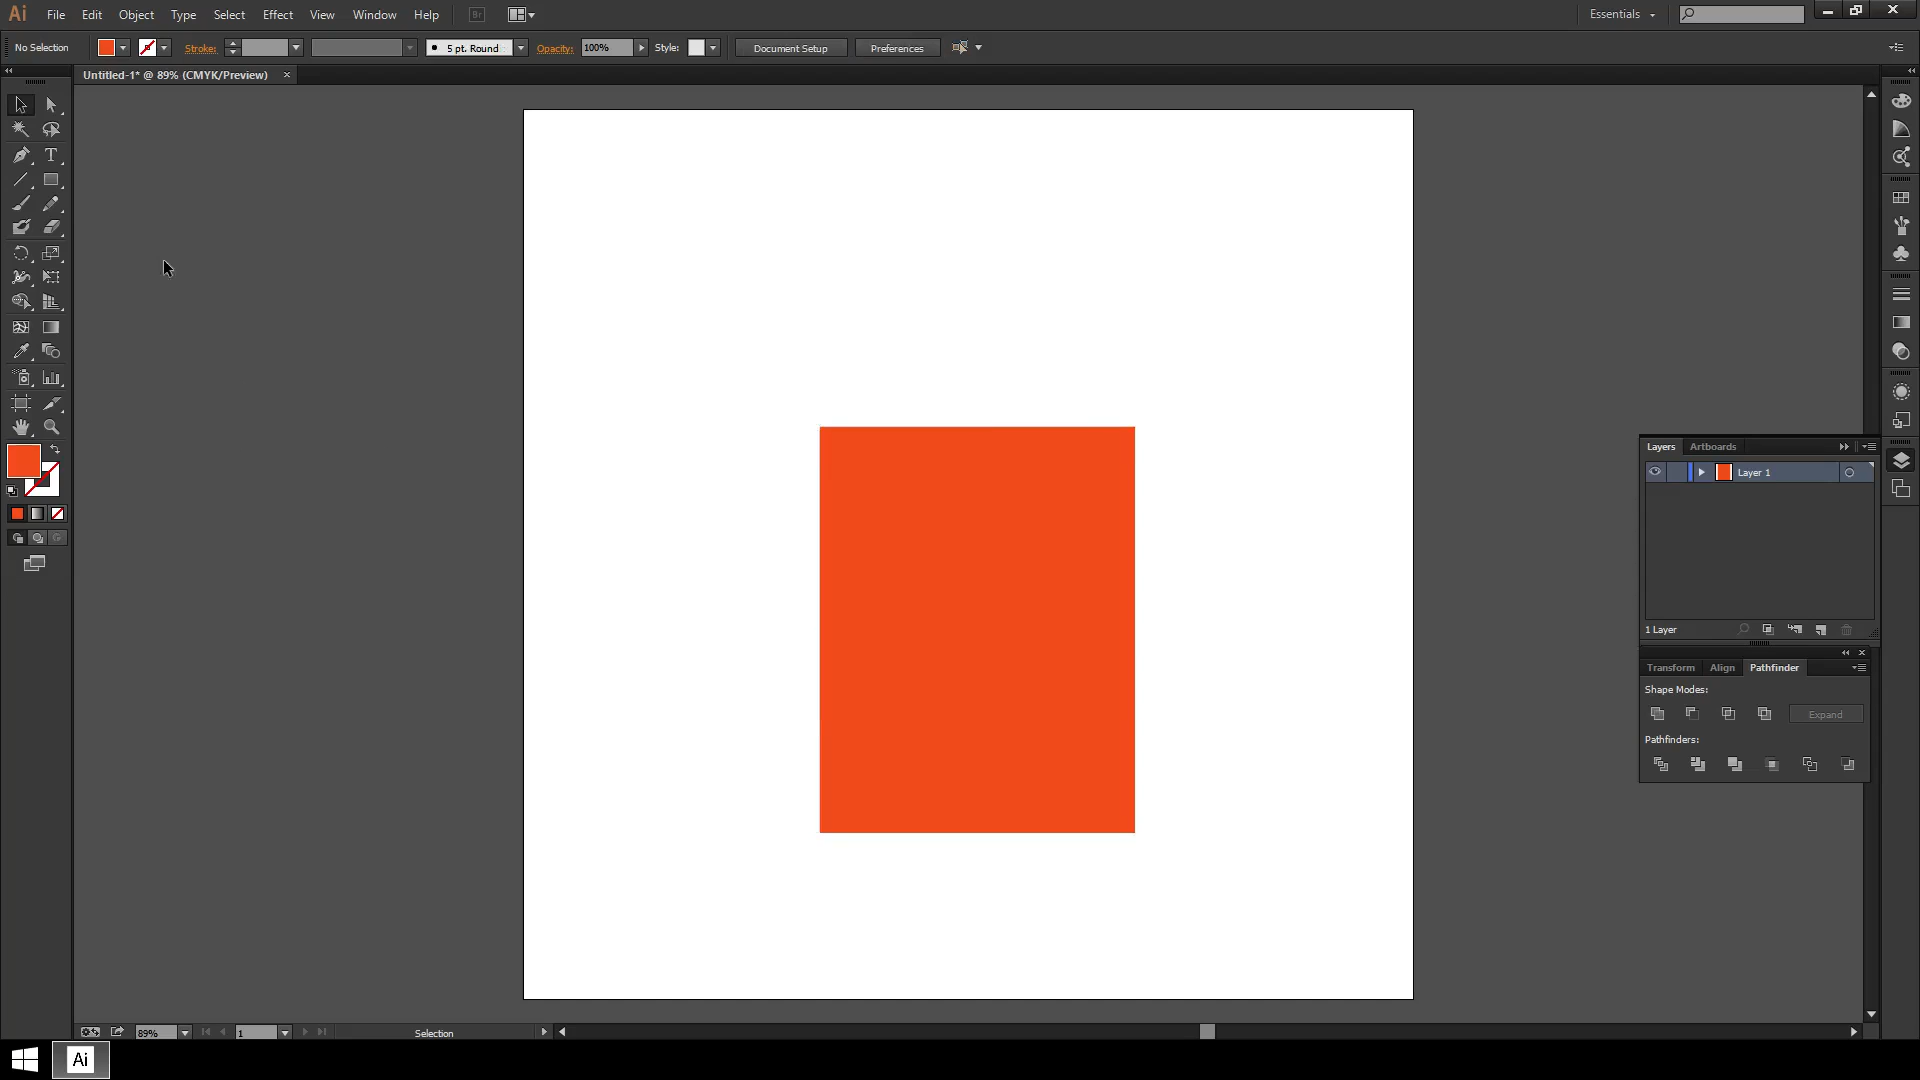 Ai File Edit Object Type Select Effect View Window Help Br Essentials
No Selection Stroke: 5 pt. Round Opacity: 100% Style: Document Setup Preferences
Untitled-1* @ 89% (CMYK/Preview)
T
Layers Artboards
Layer 1
1 Layer
Transform Align Pathfinder
Shape Modes:
Expand
Pathfinders:
89% 1 Selection
Ai